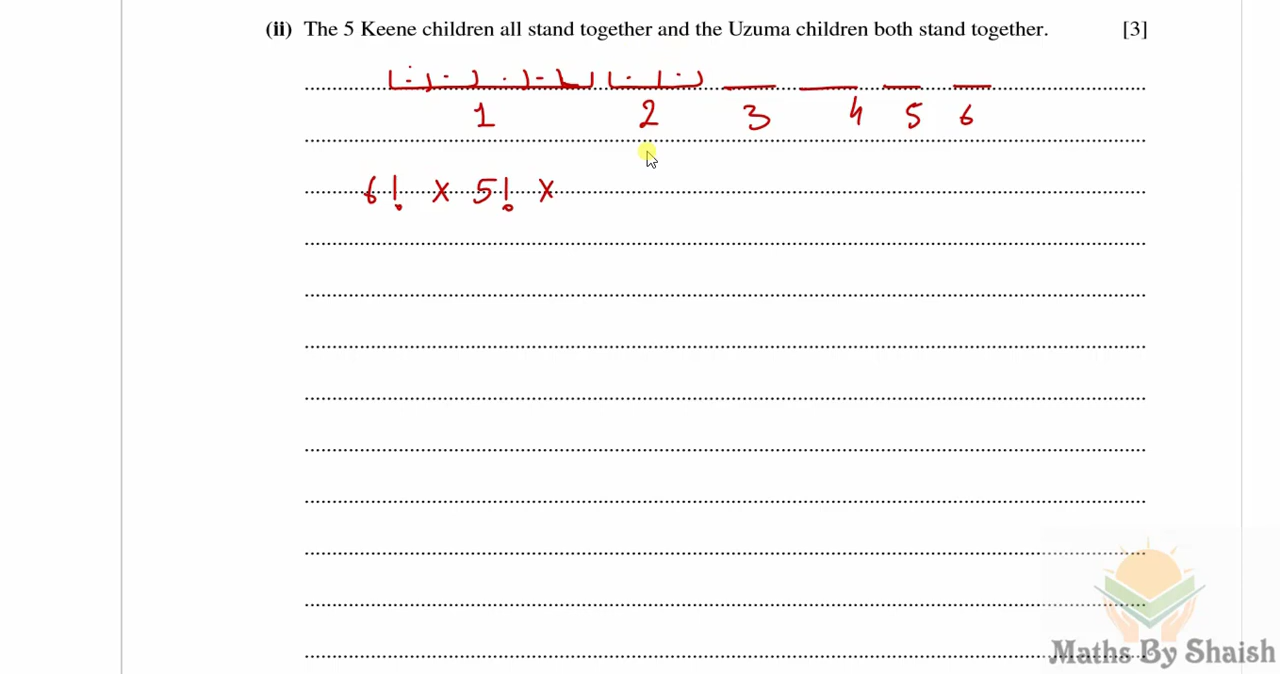 (ii) The 5 Keene children all stand together and the Uzuma children both stand together. [3]
1 2 3 4 5 6
6! x 5! x
Maths By Shaish